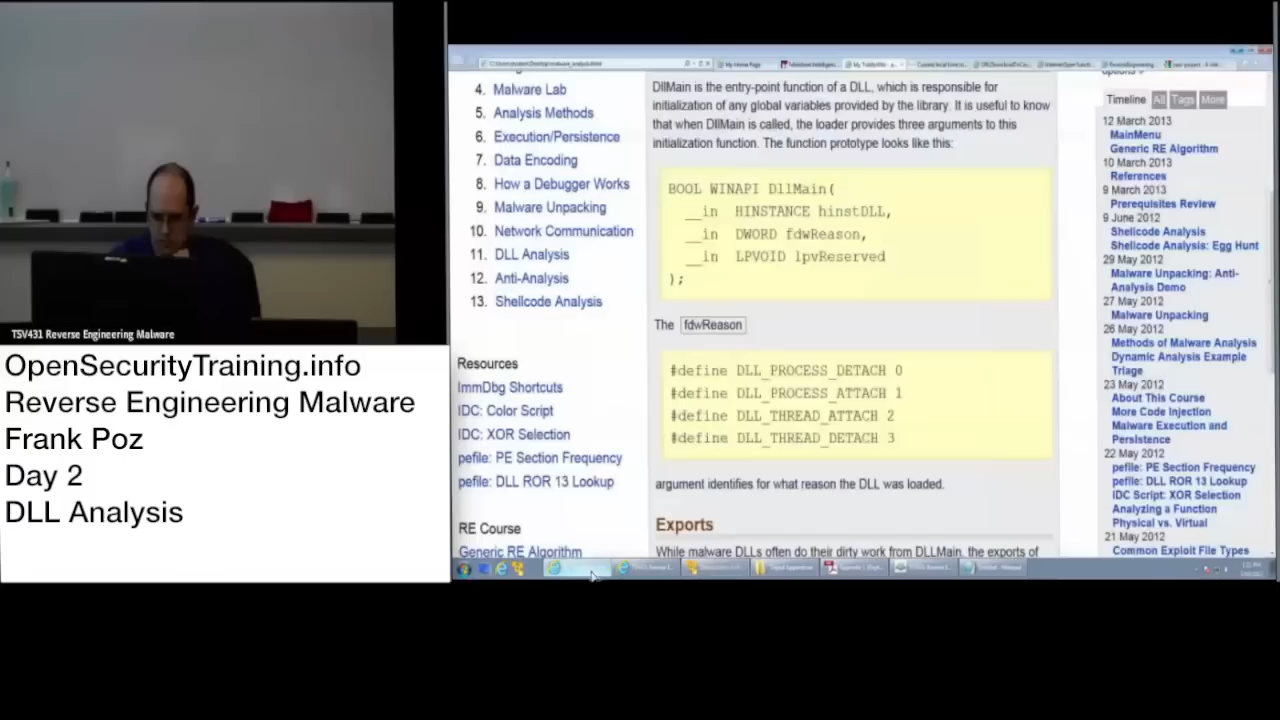 TSV431 Reverse Engineering Malware
OpenSecurityTraining.info
Reverse Engineering Malware
Frank Poz
Day 2
DLL Analysis
4. Malware Lab
5. Analysis Methods
6. Execution/Persistence
7. Data Encoding
8. How a Debugger Works
9. Malware Unpacking
10. Network Communication
11. DLL Analysis
12. Anti-Analysis
13. Shellcode Analysis
Resources
ImmDbg Shortcuts
IDC: Color Script
IDC: XOR Selection
pefile: PE Section Frequency
pefile: DLL ROR 13 Lookup
RE Course
Generic RE Algorithm
DllMain is the entry-point function of a DLL, which is responsible for
initialization of any global variables provided by the library. It is useful to know
that when DllMain is called, the loader provides three arguments to this
initialization function. The function prototype looks like this:
BOOL WINAPI DllMain(
__in HINSTANCE hinstDLL,
__in DWORD fdwReason,
__in LPVOID lpvReserved
);
The fdwReason
#define DLL_PROCESS_DETACH 0
#define DLL_PROCESS_ATTACH 1
#define DLL_THREAD_ATTACH 2
#define DLL_THREAD_DETACH 3
argument identifies for what reason the DLL was loaded.
Exports
While malware DLLs often do their dirty work from DLLMain, the exports of
options »
Timeline All Tags More
12 March 2013
MainMenu
Generic RE Algorithm
10 March 2013
References
9 March 2013
Prerequisites Review
9 June 2012
Shellcode Analysis
Shellcode Analysis: Egg Hunt
29 May 2012
Malware Unpacking: Anti-
Analysis Demo
27 May 2012
Malware Unpacking
26 May 2012
Methods of Malware Analysis
Dynamic Analysis Example
Triage
23 May 2012
About This Course
More Code Injection
Malware Execution and
Persistence
22 May 2012
pefile: PE Section Frequency
pefile: DLL ROR 13 Lookup
IDC Script: XOR Selection
Analyzing a Function
Physical vs. Virtual
21 May 2012
Common Exploit File Types